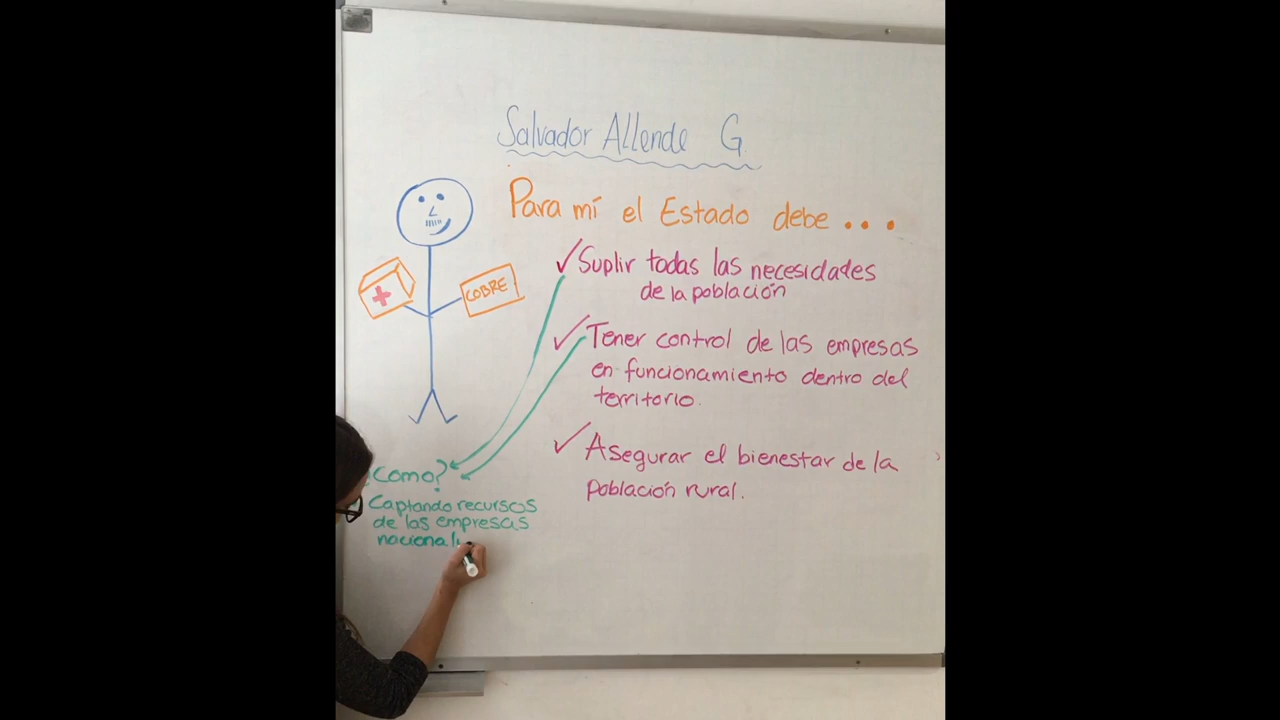 Salvador Allende G
Para mí el Estado debe...
COBRE
✓ Suplir todas las necesidades
de la población
✓ Tener control de las empresas
en funcionamiento dentro del
territorio.
✓ Asegurar el bienestar de la
población rural.
¿Como?
Captando recursos
de las empresas
nacionali